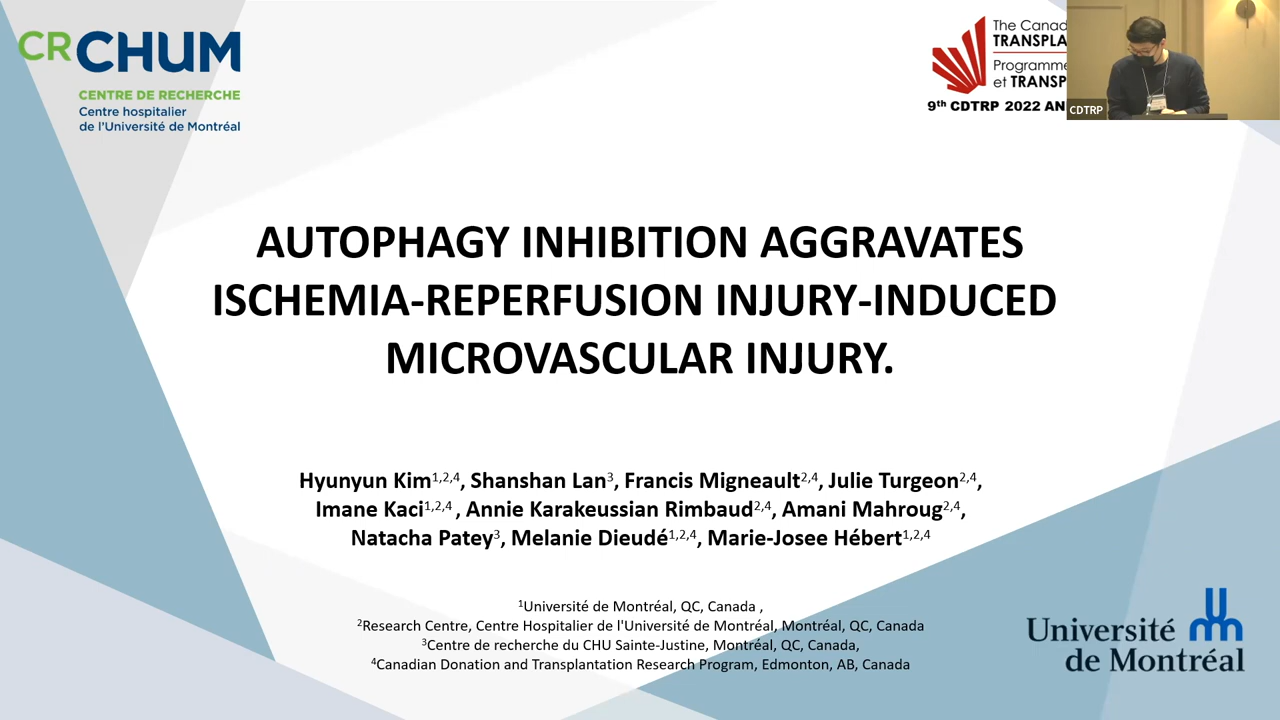 CRCHUM
CENTRE DE RECHERCHE
Centre hospitalier
de l'Université de Montréal
The Canad
TRANSPLA
Programme
et TRANSP
9th CDTRP 2022 AN
CDTRP
AUTOPHAGY INHIBITION AGGRAVATES
ISCHEMIA-REPERFUSION INJURY-INDUCED
MICROVASCULAR INJURY.
Hyunyun Kim1,2,4, Shanshan Lan3, Francis Migneault2,4, Julie Turgeon2,4,
Imane Kaci1,2,4 , Annie Karakeussian Rimbaud2,4, Amani Mahroug2,4,
Natacha Patey3, Melanie Dieudé1,2,4, Marie-Josee Hébert1,2,4
1Université de Montréal, QC, Canada ,
2Research Centre, Centre Hospitalier de l'Université de Montréal, Montréal, QC, Canada
3Centre de recherche du CHU Sainte-Justine, Montréal, QC, Canada,
4Canadian Donation and Transplantation Research Program, Edmonton, AB, Canada
Université
de Montréal